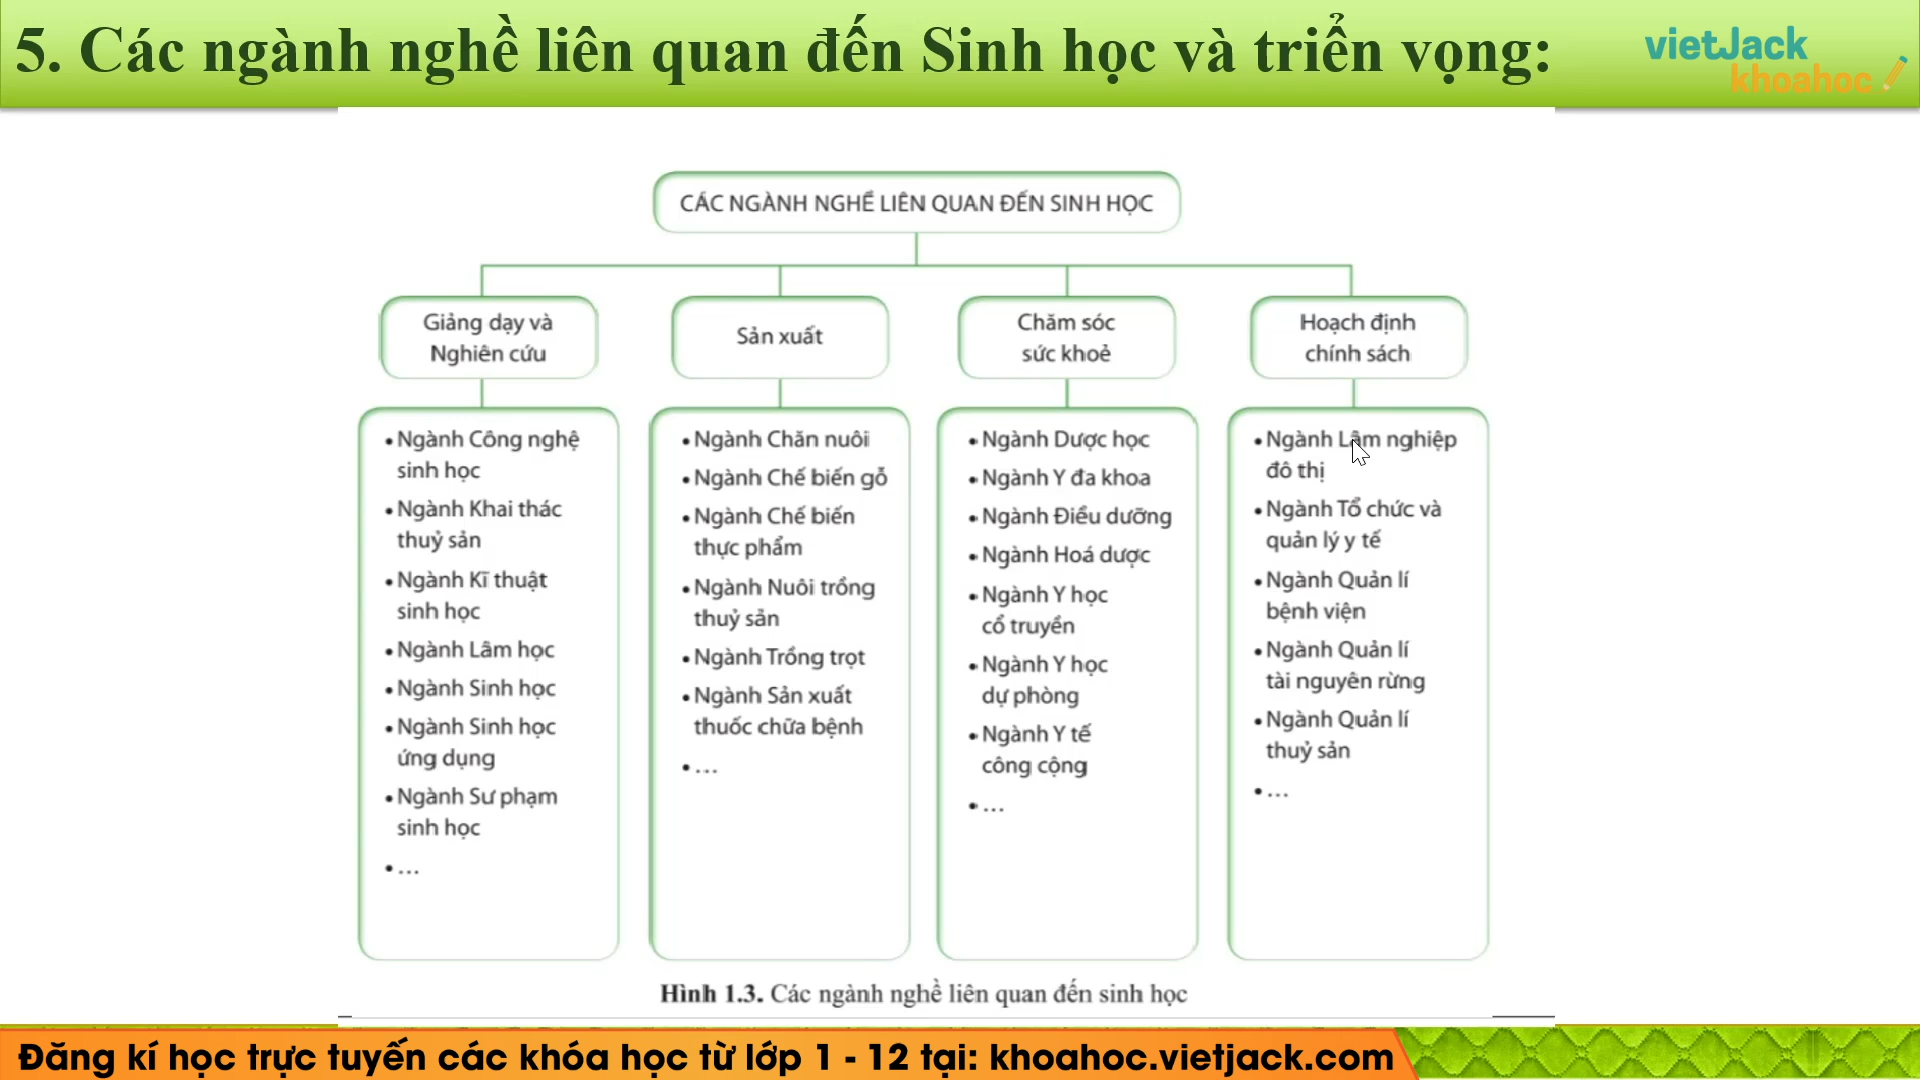 5. Các ngành nghề liên quan đến Sinh học và triển vọng:
vietJack
khoahoc
CÁC NGÀNH NGHỀ LIÊN QUAN ĐẾN SINH HỌC
Giảng dạy và
Nghiên cứu
• Ngành Công nghệ
sinh học
• Ngành Khai thác
thuỷ sản
• Ngành Kĩ thuật
sinh học
• Ngành Lâm học
• Ngành Sinh học
• Ngành Sinh học
ứng dụng
• Ngành Sư phạm
sinh học
• ...
Sản xuất
• Ngành Chăn nuôi
• Ngành Chế biến gỗ
• Ngành Chế biến
thực phẩm
• Ngành Nuôi trồng
thuỷ sản
• Ngành Trồng trọt
• Ngành Sản xuất
thuốc chữa bệnh
• ...
Chăm sóc
sức khoẻ
• Ngành Dược học
• Ngành Y đa khoa
• Ngành Điều dưỡng
• Ngành Hoá dược
• Ngành Y học
cổ truyền
• Ngành Y học
dự phòng
• Ngành Y tế
công cộng
• ...
Hoạch định
chính sách
• Ngành Lâm nghiệp
đô thị
• Ngành Tổ chức và
quản lý y tế
• Ngành Quản lí
bệnh viện
• Ngành Quản lí
tài nguyên rừng
• Ngành Quản lí
thuỷ sản
• ...
Hình 1.3. Các ngành nghề liên quan đến sinh học
Đăng kí học trực tuyến các khóa học từ lớp 1 - 12 tại: khoahoc.vietjack.com